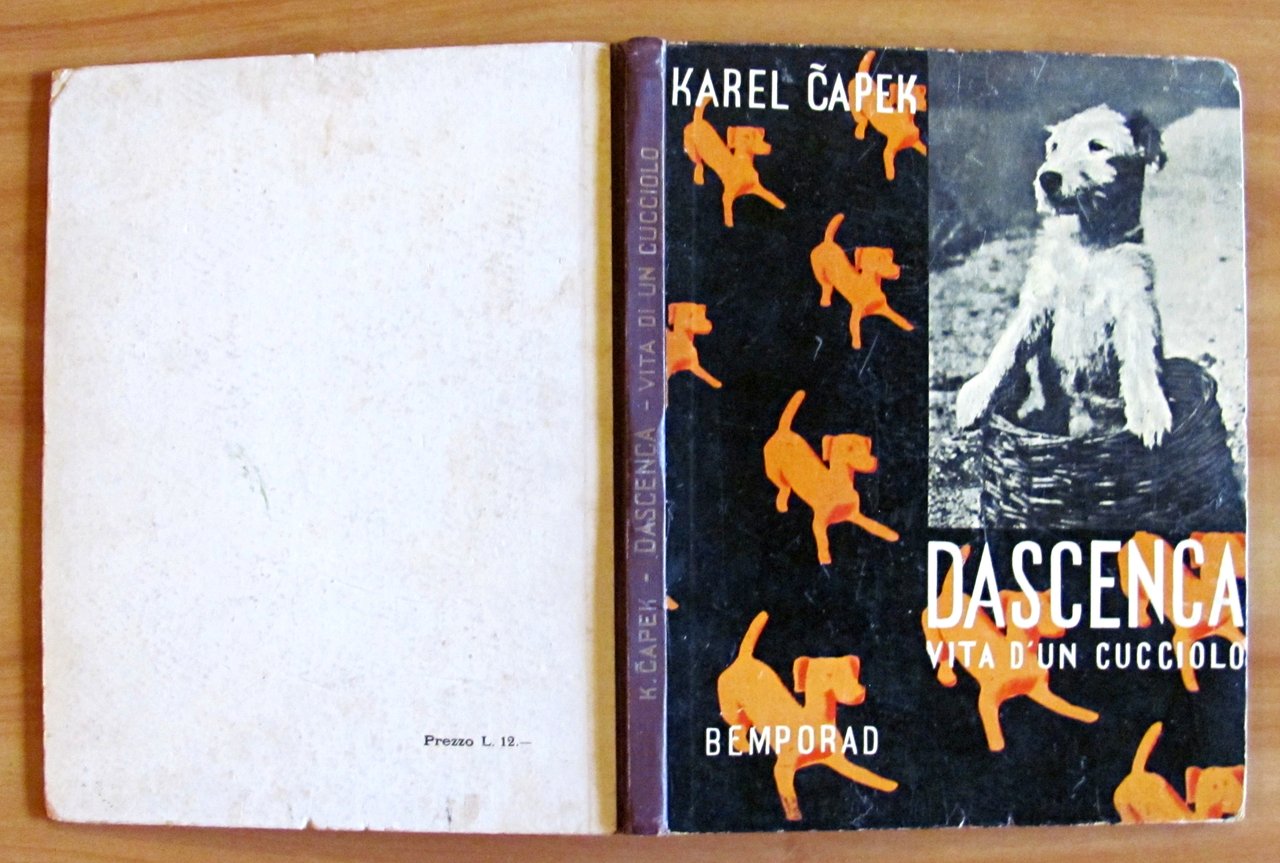 Prezzo L. 12.—
K. ČAPEK - DASCENCA - VITA DI UN CUCCIOLO
KAREL ČAPEK
DASCENCA
VITA D'UN CUCCIOLO
BEMPORAD